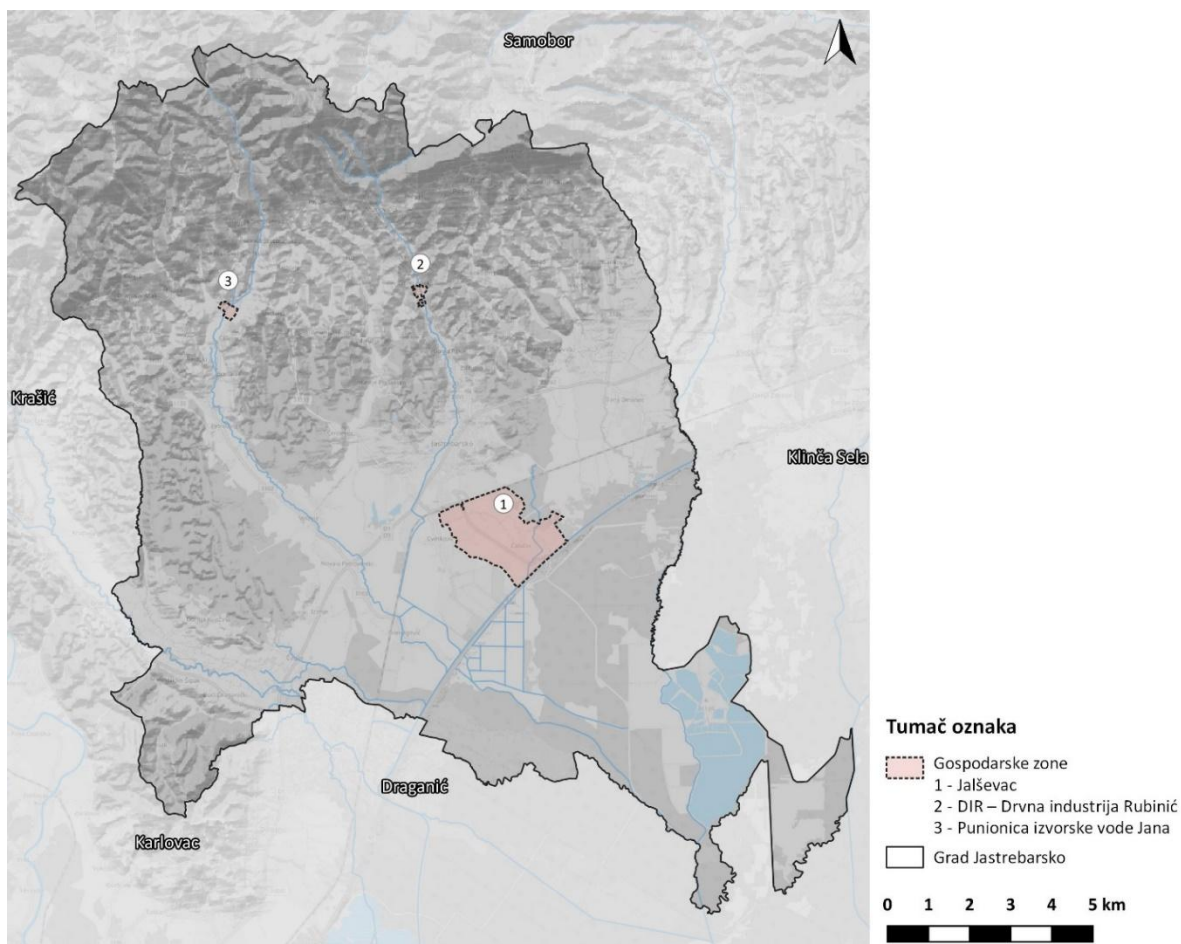 Samobor
3
2
Krašić
Jastrebarsko
Klinča Sela
1
Draganić
Karlovac
Tumač oznaka
Gospodarske zone
1 - Jalševac
2 - DIR – Drvna industrija Rubinić
3 - Punionica izvorske vode Jana
Grad Jastrebarsko
0 1 2 3 4 5 km